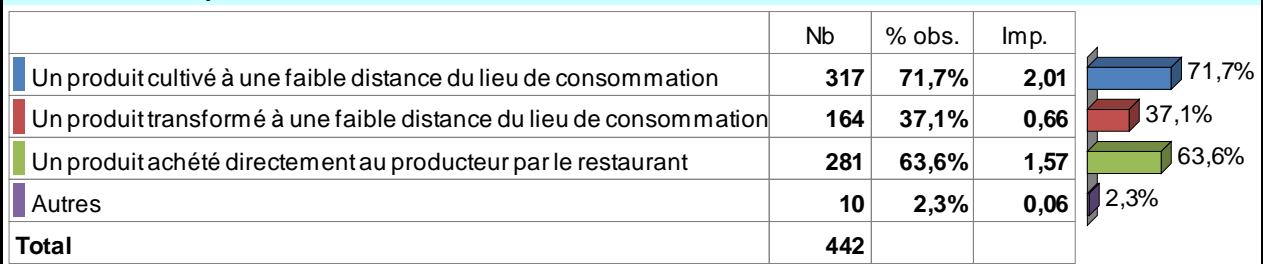 Nb % obs. Imp.
Un produit cultivé à une faible distance du lieu de consommation 317 71,7% 2,01 71,7%
Un produit transformé à une faible distance du lieu de consommation 164 37,1% 0,66 37,1%
Un produit achété directement au producteur par le restaurant 281 63,6% 1,57 63,6%
Autres 10 2,3% 0,06 2,3%
Total 442